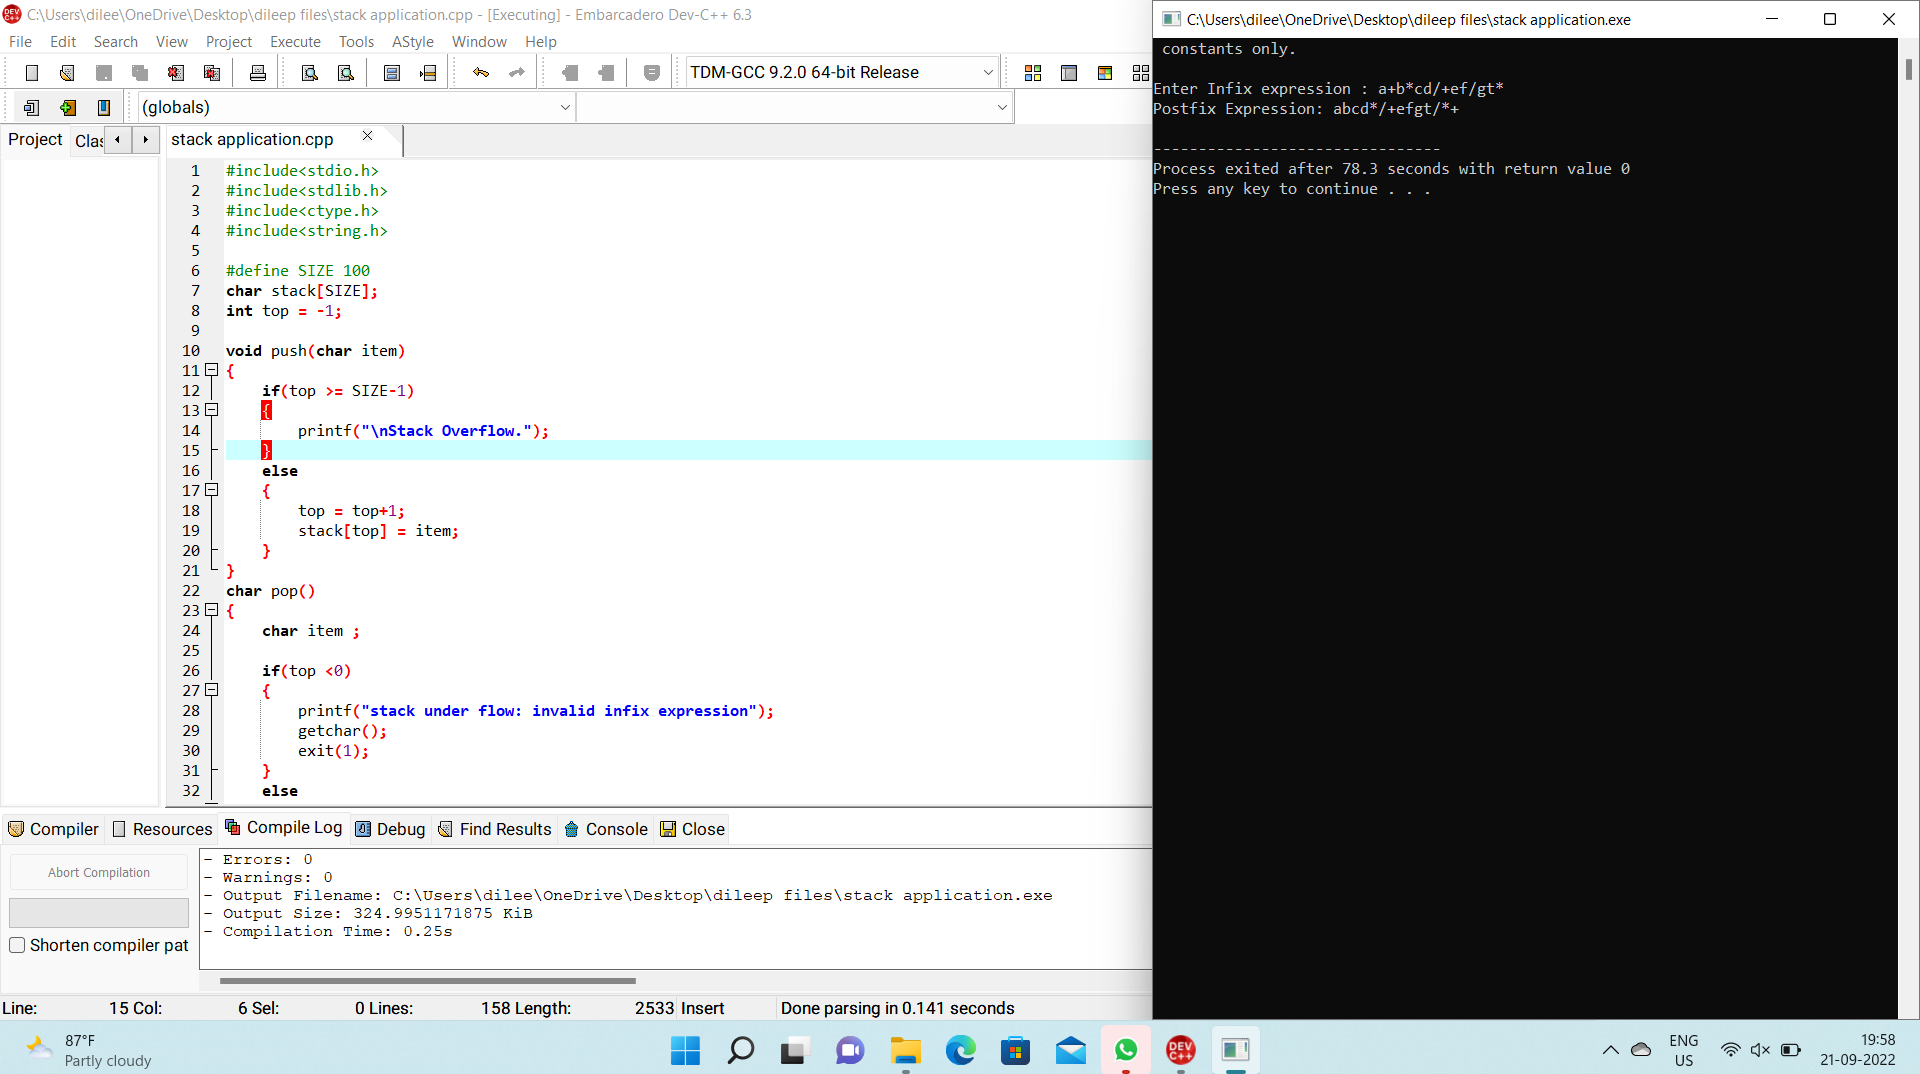 C:\Users\dilee\OneDrive\Desktop\dileep files\stack application.cpp - [Executing] - Embarcadero Dev-C++ 6.3
File Edit Search View Project Execute Tools AStyle Window Help
TDM-GCC 9.2.0 64-bit Release
(globals)
Project Clas stack application.cpp
1 #include<stdio.h>
2 #include<stdlib.h>
3 #include<ctype.h>
4 #include<string.h>
5
6 #define SIZE 100
7 char stack[SIZE];
8 int top = -1;
9
10 void push(char item)
11 {
12 if(top >= SIZE-1)
13 {
14 printf("\nStack Overflow.");
15 }
16 else
17 {
18 top = top+1;
19 stack[top] = item;
20 }
21 }
22 char pop()
23 {
24 char item ;
25
26 if(top <0)
27 {
28 printf("stack under flow: invalid infix expression");
29 getchar();
30 exit(1);
31 }
32 else
Compiler Resources Compile Log Debug Find Results Console Close
Abort Compilation
Shorten compiler pat
- Errors: 0
- Warnings: 0
- Output Filename: C:\Users\dilee\OneDrive\Desktop\dileep files\stack application.exe
- Output Size: 324.9951171875 KiB
- Compilation Time: 0.25s
Line: 15 Col: 6 Sel: 0 Lines: 158 Length: 2533 Insert Done parsing in 0.141 seconds
C:\Users\dilee\OneDrive\Desktop\dileep files\stack application.exe
constants only.
Enter Infix expression : a+b*cd/+ef/gt*
Postfix Expression: abcd*/+efgt/*+
--------------------------------
Process exited after 78.3 seconds with return value 0
Press any key to continue . . .
87°F
Partly cloudy
DEV
C++
ENG
US
19:58
21-09-2022